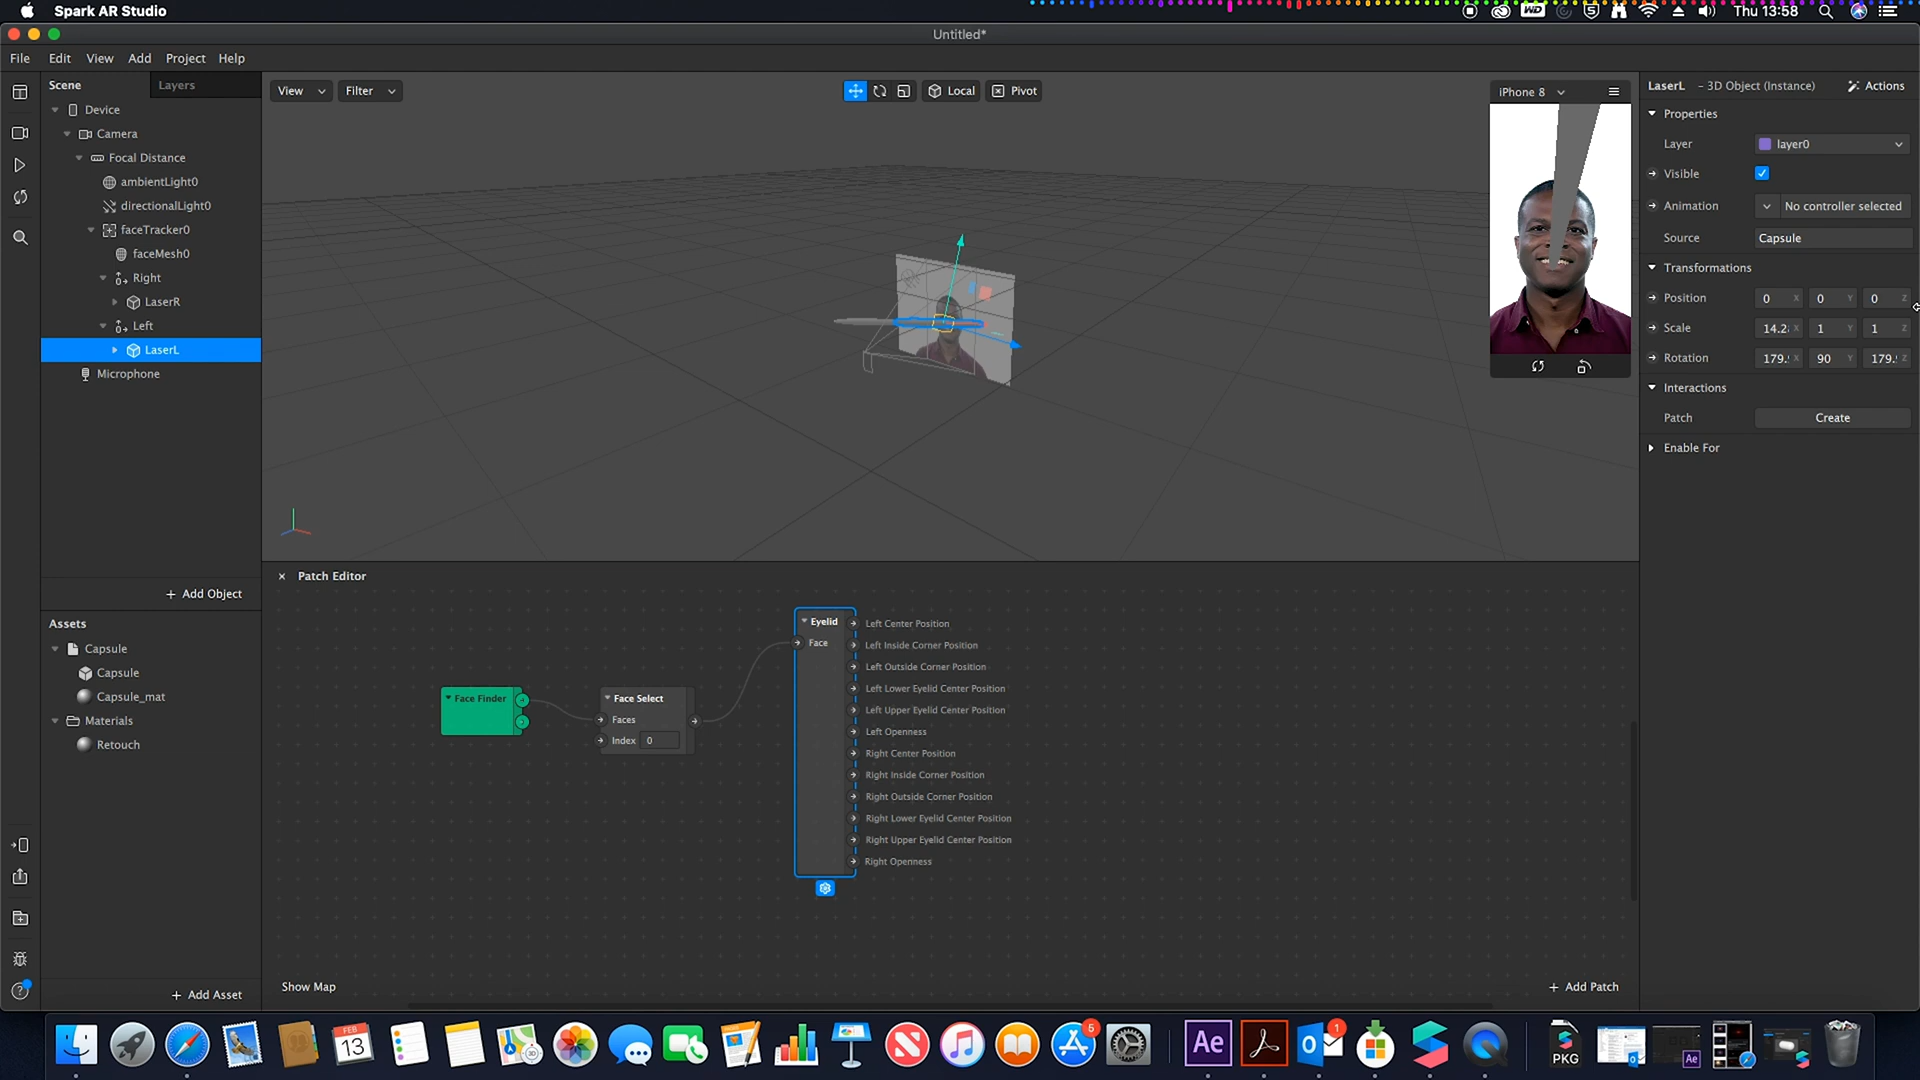 Spark AR Studio
Thu 13:58
Untitled*
File Edit View Add Project Help
Scene Layers
Device
Camera
Focal Distance
ambientLight0
directionalLight0
faceTracker0
faceMesh0
Right
LaserR
Left
LaserL
Microphone
+ Add Object
Assets
Capsule
Capsule
Capsule_mat
Materials
Retouch
+ Add Asset
View Filter
Local Pivot
iPhone 8
LaserL – 3D Object (Instance) Actions
Properties
Layer layer0
Visible
Animation No controller selected
Source Capsule
Transformations
Position 0 X 0 Y 0 Z
Scale 14.2 X 1 Y 1 Z
Rotation 179. X 90 Y 179. Z
Interactions
Patch Create
Enable For
× Patch Editor
Face Finder
Face Select
Faces
Index 0
Eyelid
Face
Left Center Position
Left Inside Corner Position
Left Outside Corner Position
Left Lower Eyelid Center Position
Left Upper Eyelid Center Position
Left Openness
Right Center Position
Right Inside Corner Position
Right Outside Corner Position
Right Lower Eyelid Center Position
Right Upper Eyelid Center Position
Right Openness
Show Map
+ Add Patch
FEB
13
5
Ae
1
PKG
Ae